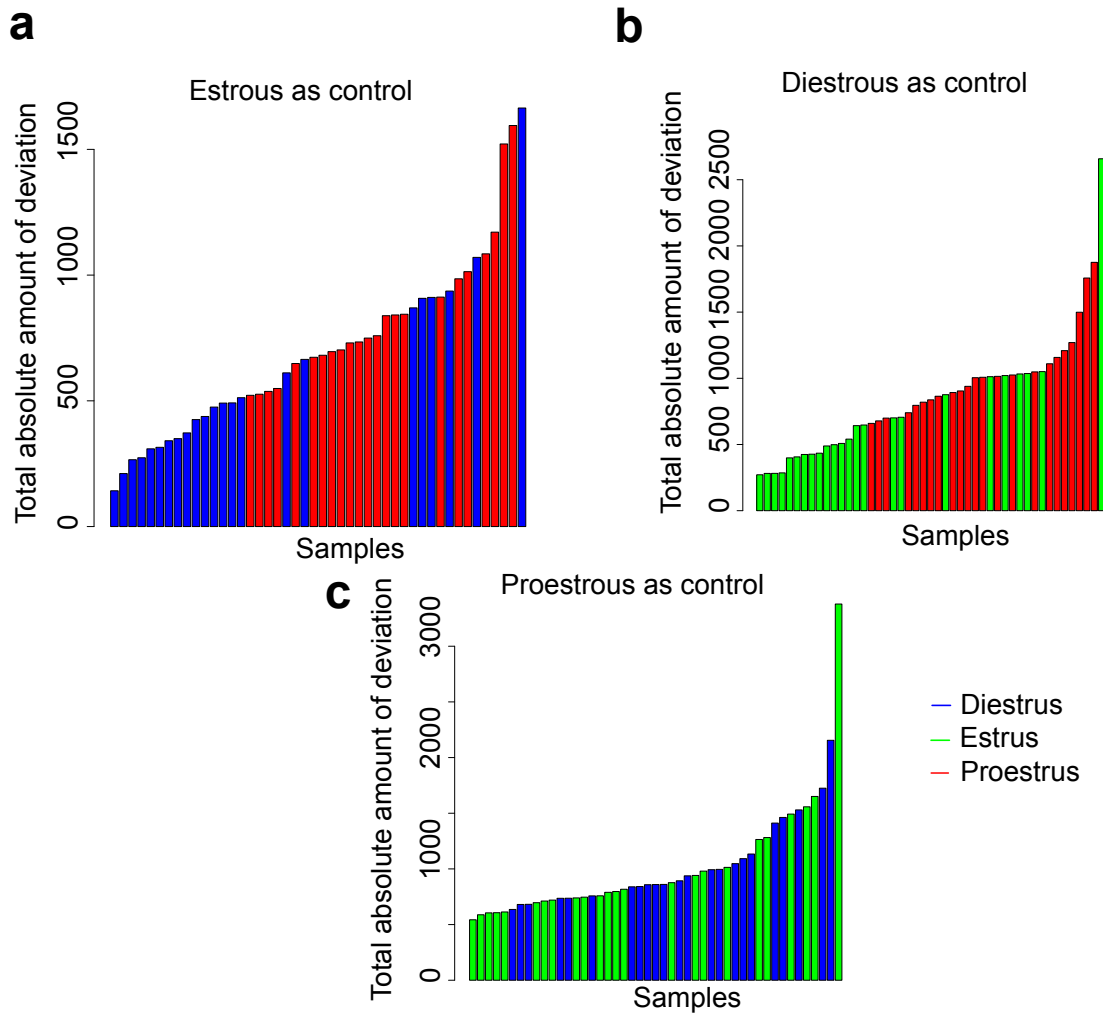 a
Estrous as control
Total absolute amount of deviation
0
500
1000
1500
Samples
b
Diestrous as control
Total absolute amount of deviation
0
500
1000
1500
2000
2500
Samples
c
Proestrous as control
Total absolute amount of deviation
0
1000
2000
3000
Samples
Diestrus
Estrus
Proestrus